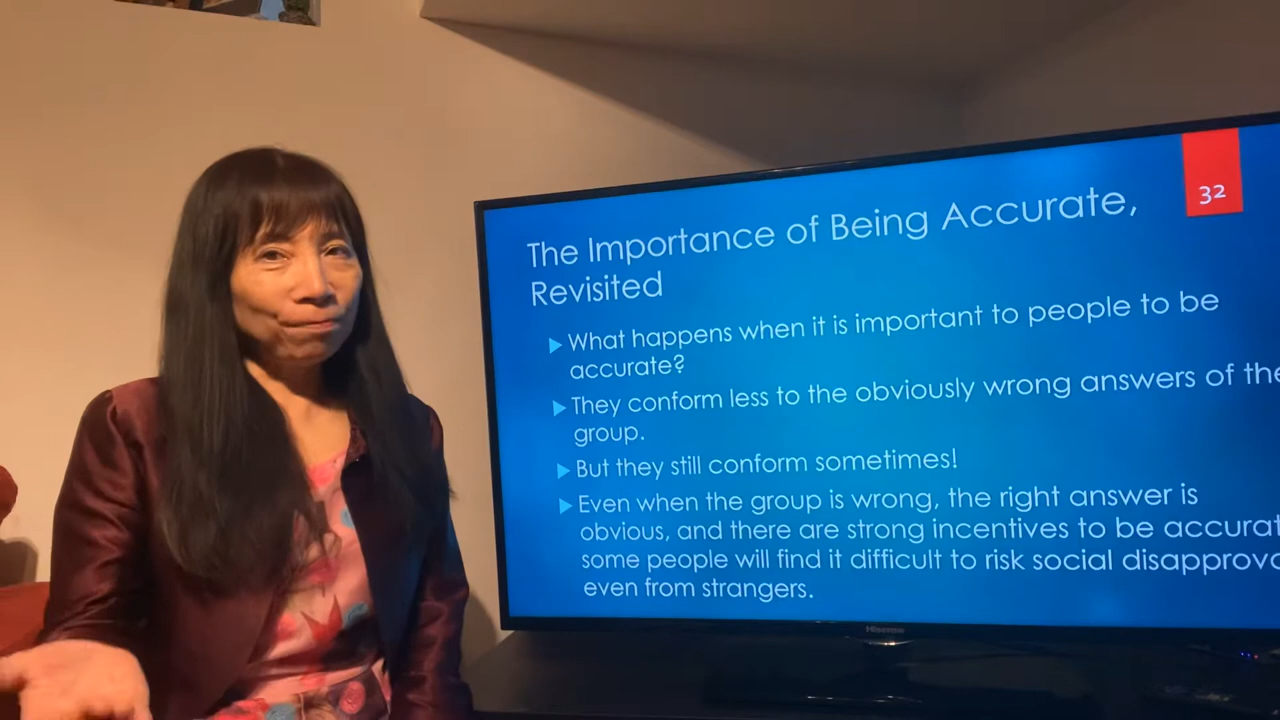 32
The Importance of Being Accurate,
Revisited
What happens when it is important to people to be
accurate?
They conform less to the obviously wrong answers of the
group.
But they still conform sometimes!
Even when the group is wrong, the right answer is
obvious, and there are strong incentives to be accurat
some people will find it difficult to risk social disapprov
even from strangers.
Hisense